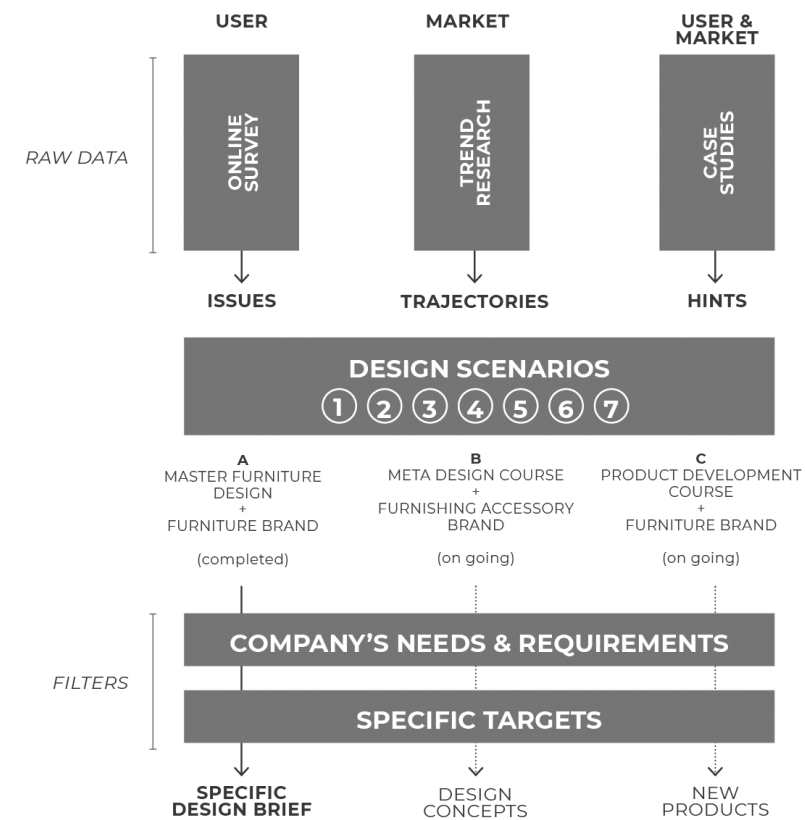 USER
MARKET
USER &
MARKET
RAW DATA
ONLINE
SURVEY
TREND
RESEARCH
CASE
STUDIES
ISSUES
TRAJECTORIES
HINTS
DESIGN SCENARIOS
1 2 3 4 5 6 7
A
MASTER FURNITURE
DESIGN
+
FURNITURE BRAND
(completed)
B
META DESIGN COURSE
+
FURNISHING ACCESSORY
BRAND
(on going)
C
PRODUCT DEVELOPMENT
COURSE
+
FURNITURE BRAND
(on going)
FILTERS
COMPANY’S NEEDS & REQUIREMENTS
SPECIFIC TARGETS
SPECIFIC
DESIGN BRIEF
DESIGN
CONCEPTS
NEW
PRODUCTS